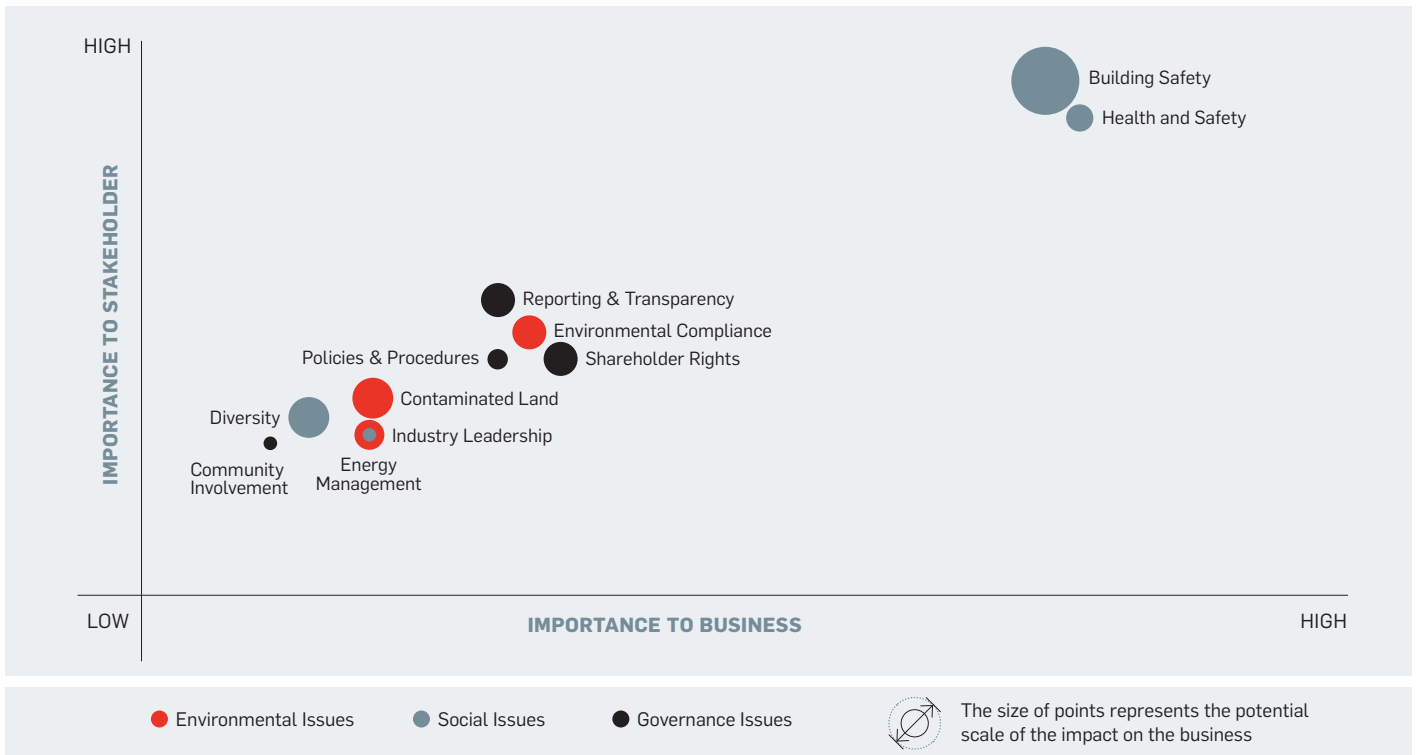 HIGH
Building Safety
Health and Safety
IMPORTANCE TO STAKEHOLDER
Reporting & Transparency
Environmental Compliance
Policies & Procedures
Shareholder Rights
Contaminated Land
Diversity
Industry Leadership
Community
Involvement
Energy
Management
LOW
IMPORTANCE TO BUSINESS
HIGH
Environmental Issues
Social Issues
Governance Issues
The size of points represents the potential
scale of the impact on the business